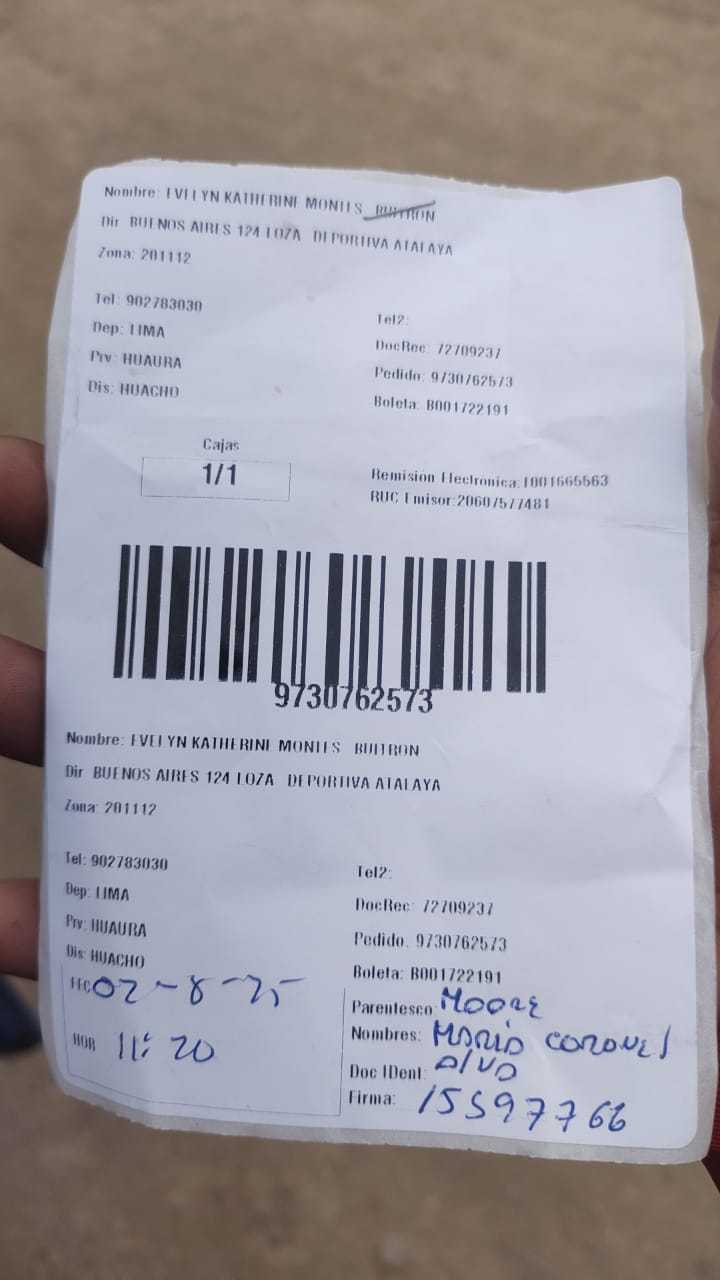 Nombre: EVELYN KATHERINE MONTES BUITRON
Dir BUENOS AIRES 124 LOZA DEPORTIVA ATALAYA
Zona: 201112
Tel: 902783030
Tel2:
Dep: LIMA
DocRec: 72709237
Prv: HUAURA
Pedido: 9730762573
Dis: HUACHO
Boleta: B001722191
Cajas
1/1
Remision Electronica: T001665563
RUC Emisor: 20607577481
9730762573
Nombre: EVELYN KATHERINE MONTES BUITRON
Dir BUENOS AIRES 124 LOZA DEPORTIVA ATALAYA
Zona: 201112
Tel: 902783030
Tel2:
Dep: LIMA
DocRec: 72709237
Prv: HUAURA
Pedido: 9730762573
Dis: HUACHO
Boleta: B001722191
FEC 02-8-25
Parentesco:
Nombres: MARIA CORONEL
HOR 11:20
Doc IDent:
Firma: 15597766